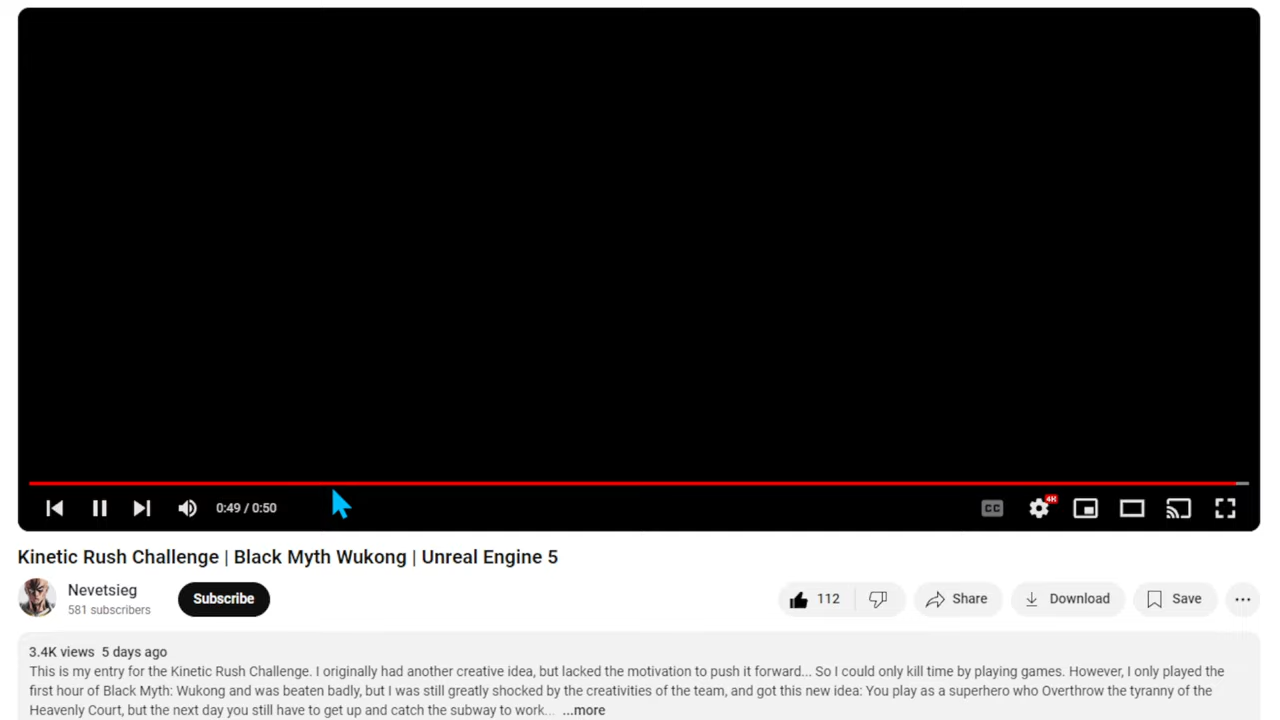 0:49 / 0:50
CC
4K
Kinetic Rush Challenge | Black Myth Wukong | Unreal Engine 5
Nevetsieg
581 subscribers
Subscribe
112
Share
Download
Save
3.4K views 5 days ago
This is my entry for the Kinetic Rush Challenge. I originally had another creative idea, but lacked the motivation to push it forward... So I could only kill time by playing games. However, I only played the
first hour of Black Myth: Wukong and was beaten badly, but I was still greatly shocked by the creativities of the team, and got this new idea: You play as a superhero who Overthrow the tyranny of the
Heavenly Court, but the next day you still have to get up and catch the subway to work... ...more